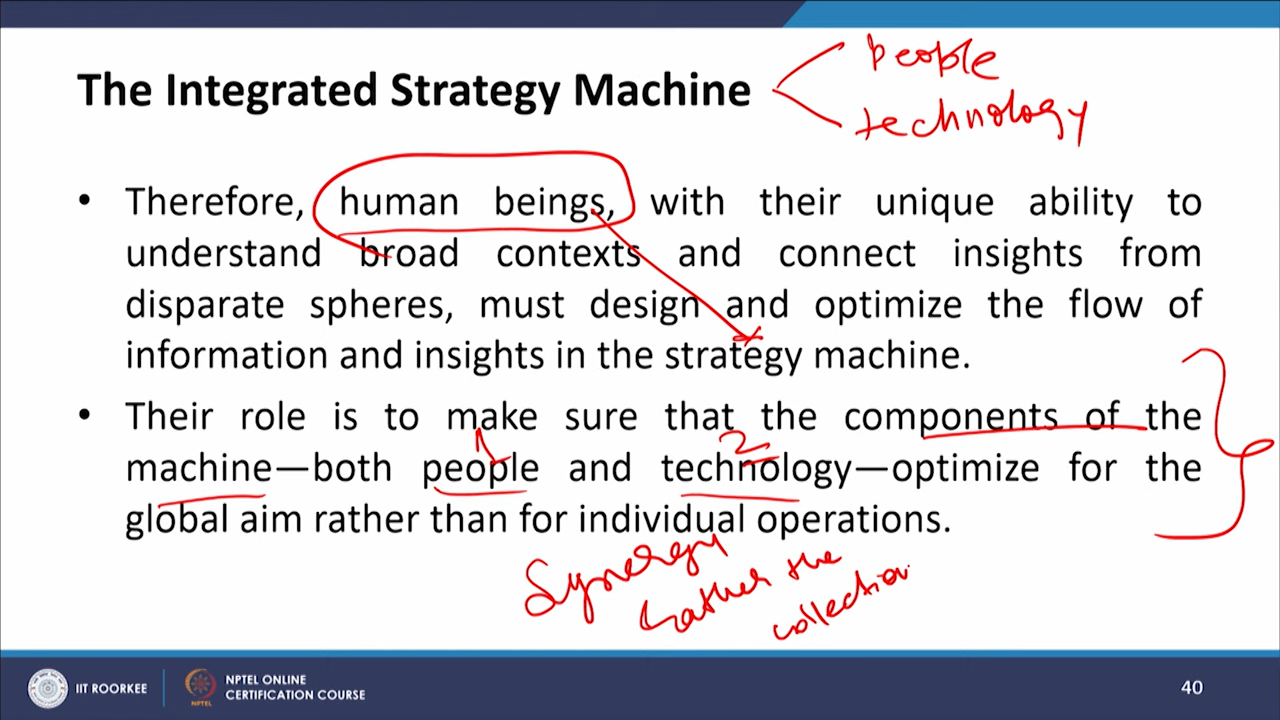 The Integrated Strategy Machine
people
technology
• Therefore, human beings, with their unique ability to
understand broad contexts and connect insights from
disparate spheres, must design and optimize the flow of
information and insights in the strategy machine.
• Their role is to make sure that the components of the
1 2
machine—both people and technology—optimize for the
global aim rather than for individual operations.
Synergy
rather the
collection
IIT ROORKEE
NPTEL ONLINE
CERTIFICATION COURSE
NPTEL
40